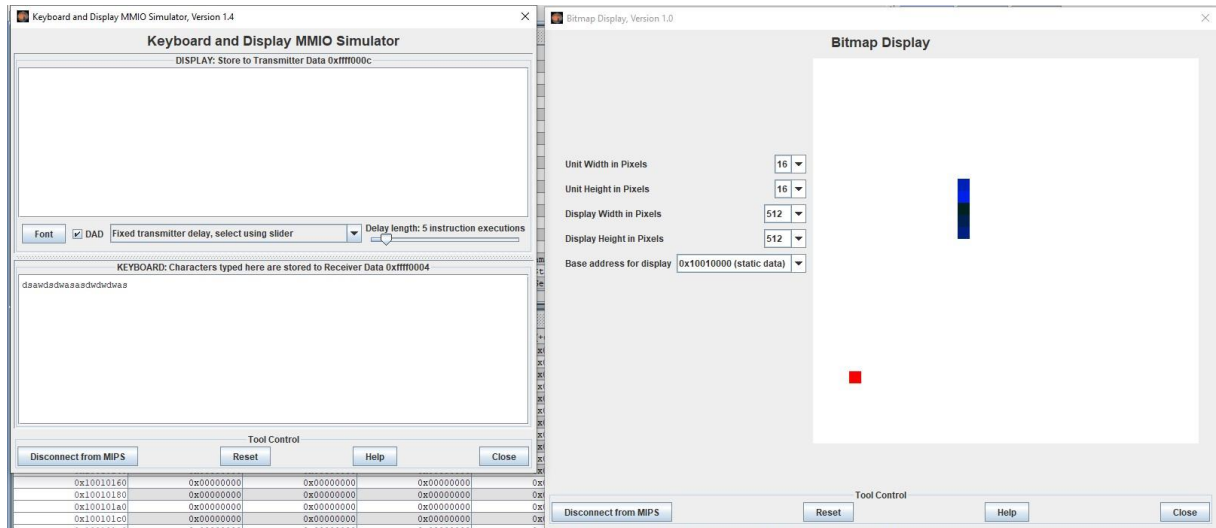 Keyboard and Display MMIO Simulator, Version 1.4
Keyboard and Display MMIO Simulator
DISPLAY: Store to Transmitter Data 0xffff000c
Font
DAD
Fixed transmitter delay, select using slider
Delay length: 5 instruction executions
KEYBOARD: Characters typed here are stored to Receiver Data 0xffff0004
dsawdsdwasasdwdwdwas
Tool Control
Disconnect from MIPS
Reset
Help
Close
0x10010160 0x00000000 0x00000000 0x00000000
0x10010180 0x00000000 0x00000000 0x00000000
0x100101a0 0x00000000 0x00000000 0x00000000
0x100101c0 0x00000000 0x00000000 0x00000000
Bitmap Display, Version 1.0
Bitmap Display
Unit Width in Pixels 16
Unit Height in Pixels 16
Display Width in Pixels 512
Display Height in Pixels 512
Base address for display 0x10010000 (static data)
Tool Control
Disconnect from MIPS
Reset
Help
Close